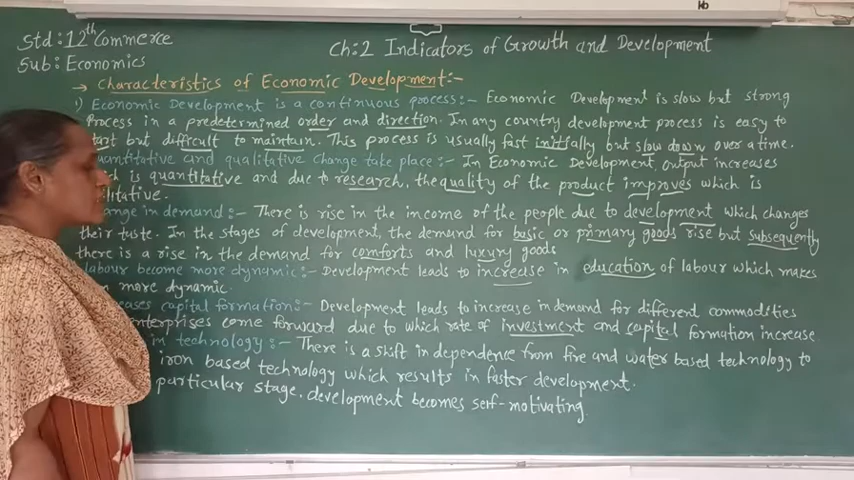 Std: 12th Commerce
Sub: Economics
Ch:2 Indicators of Growth and Development
→ Characteristics of Economic Development:-
1) Economic Development is a continuous process:- Economic Development is slow but strong
process in a predetermined order and direction. In any country development process is easy to
start but difficult to maintain. This process is usually fast initially but slow down over a time.
Quantitative and qualitative change take place:- In Economic Development, output increases
is quantitative and due to research, the quality of the product improves which is
litative.
ange in demand:- There is rise in the income of the people due to development which changes
their taste. In the stages of development, the demand for basic or primary goods rise but subsequently
there is a rise in the demand for comforts and luxury goods
Labour become more dynamic:- Development leads to increase in education of labour which makes
more dynamic.
eases capital formation:- Development leads to increase in demand for different commodities
enterprises come forward due to which rate of investment and capital formation increase.
in technology:- There is a shift in dependence from fire and water based technology to
iron based technology which results in faster development.
particular stage. development becomes self-motivating.